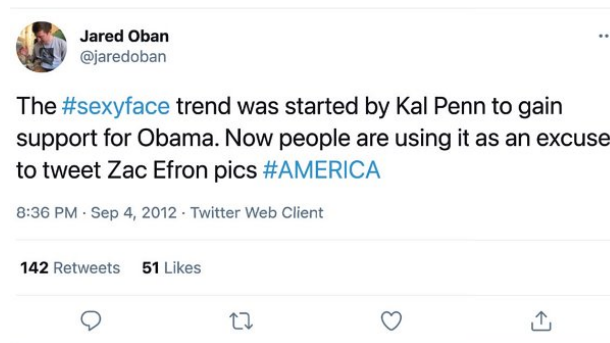 Jared Oban
@jaredoban
The #sexyface trend was started by Kal Penn to gain
support for Obama. Now people are using it as an excuse
to tweet Zac Efron pics #AMERICA
8:36 PM · Sep 4, 2012 · Twitter Web Client
142 Retweets 51 Likes